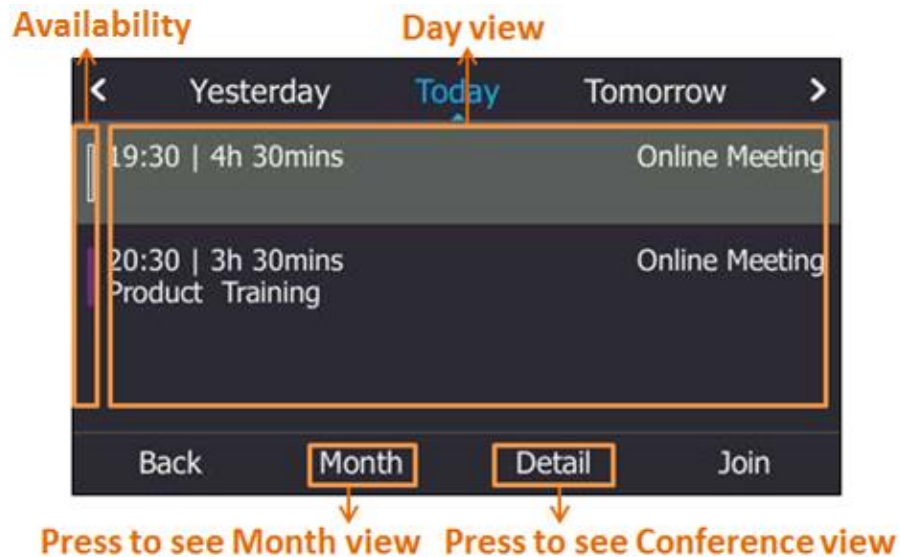 Availability
Day view
< Yesterday Today Tomorrow >
19:30 | 4h 30mins Online Meeting
20:30 | 3h 30mins Online Meeting
Product Training
Back Month Detail Join
Press to see Month view Press to see Conference view